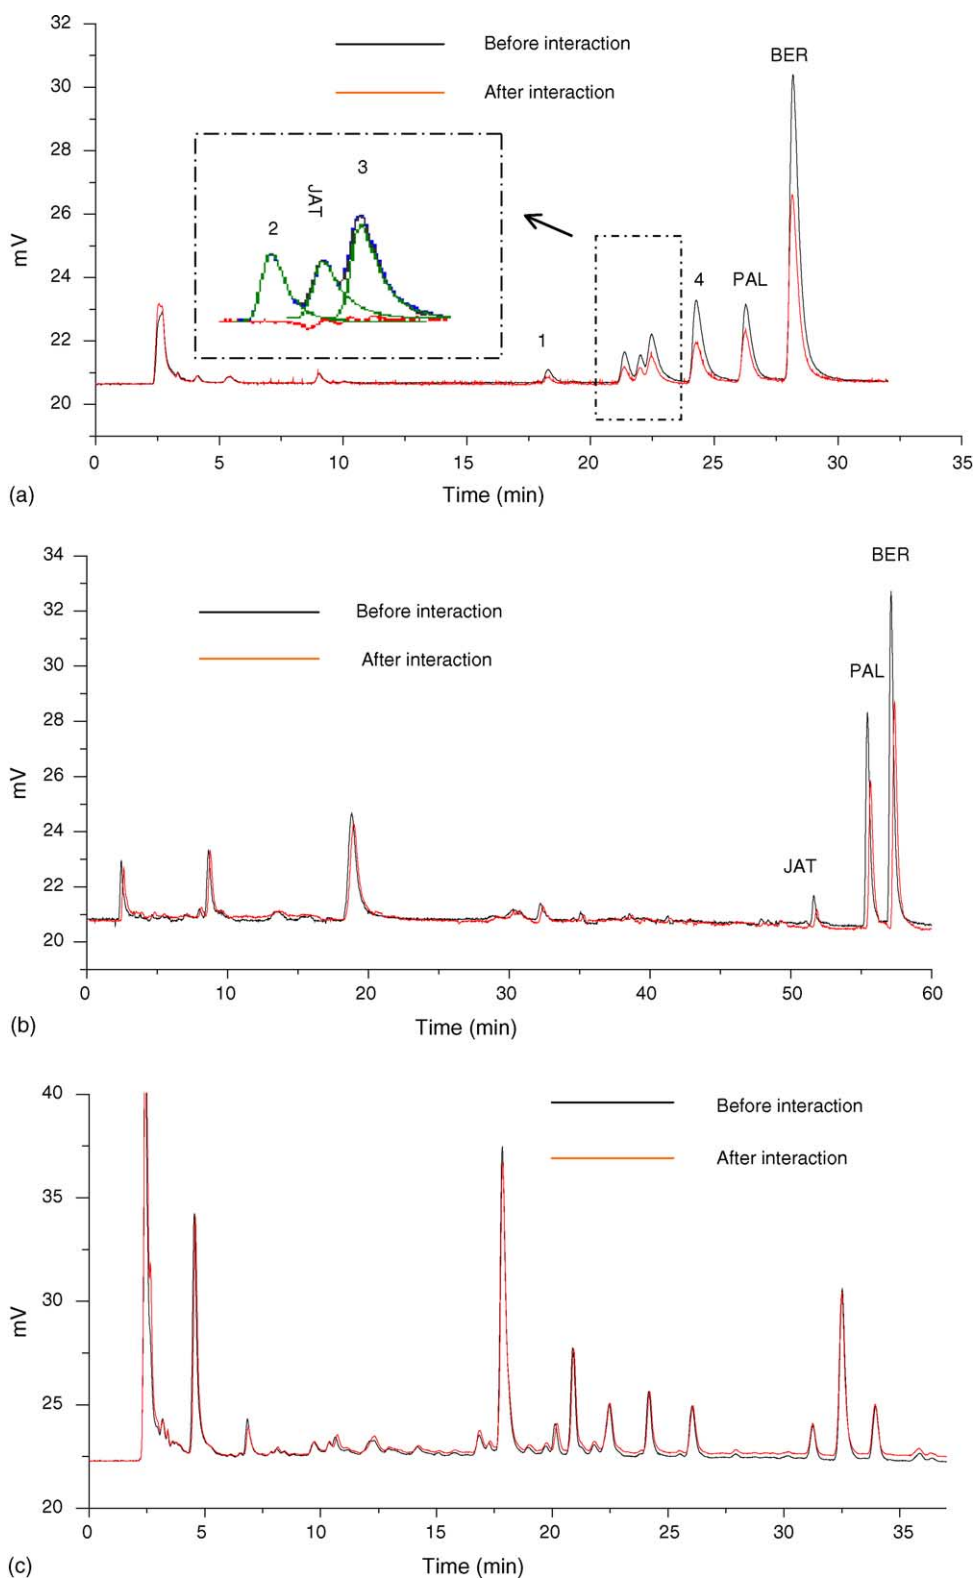 32
Before interaction
BER
30
After interaction
28
3
26
JAT
2
mV
24
4
PAL
22
1
20
0
5
10
15
20
25
30
35
(a)
Time (min)
34
BER
32
Before interaction
30
After interaction
PAL
28
mV
26
24
JAT
22
20
0
10
20
30
40
50
60
(b)
Time (min)
40
Before interaction
After interaction
35
mV
30
25
20
0
5
10
15
20
25
30
35
(c)
Time (min)